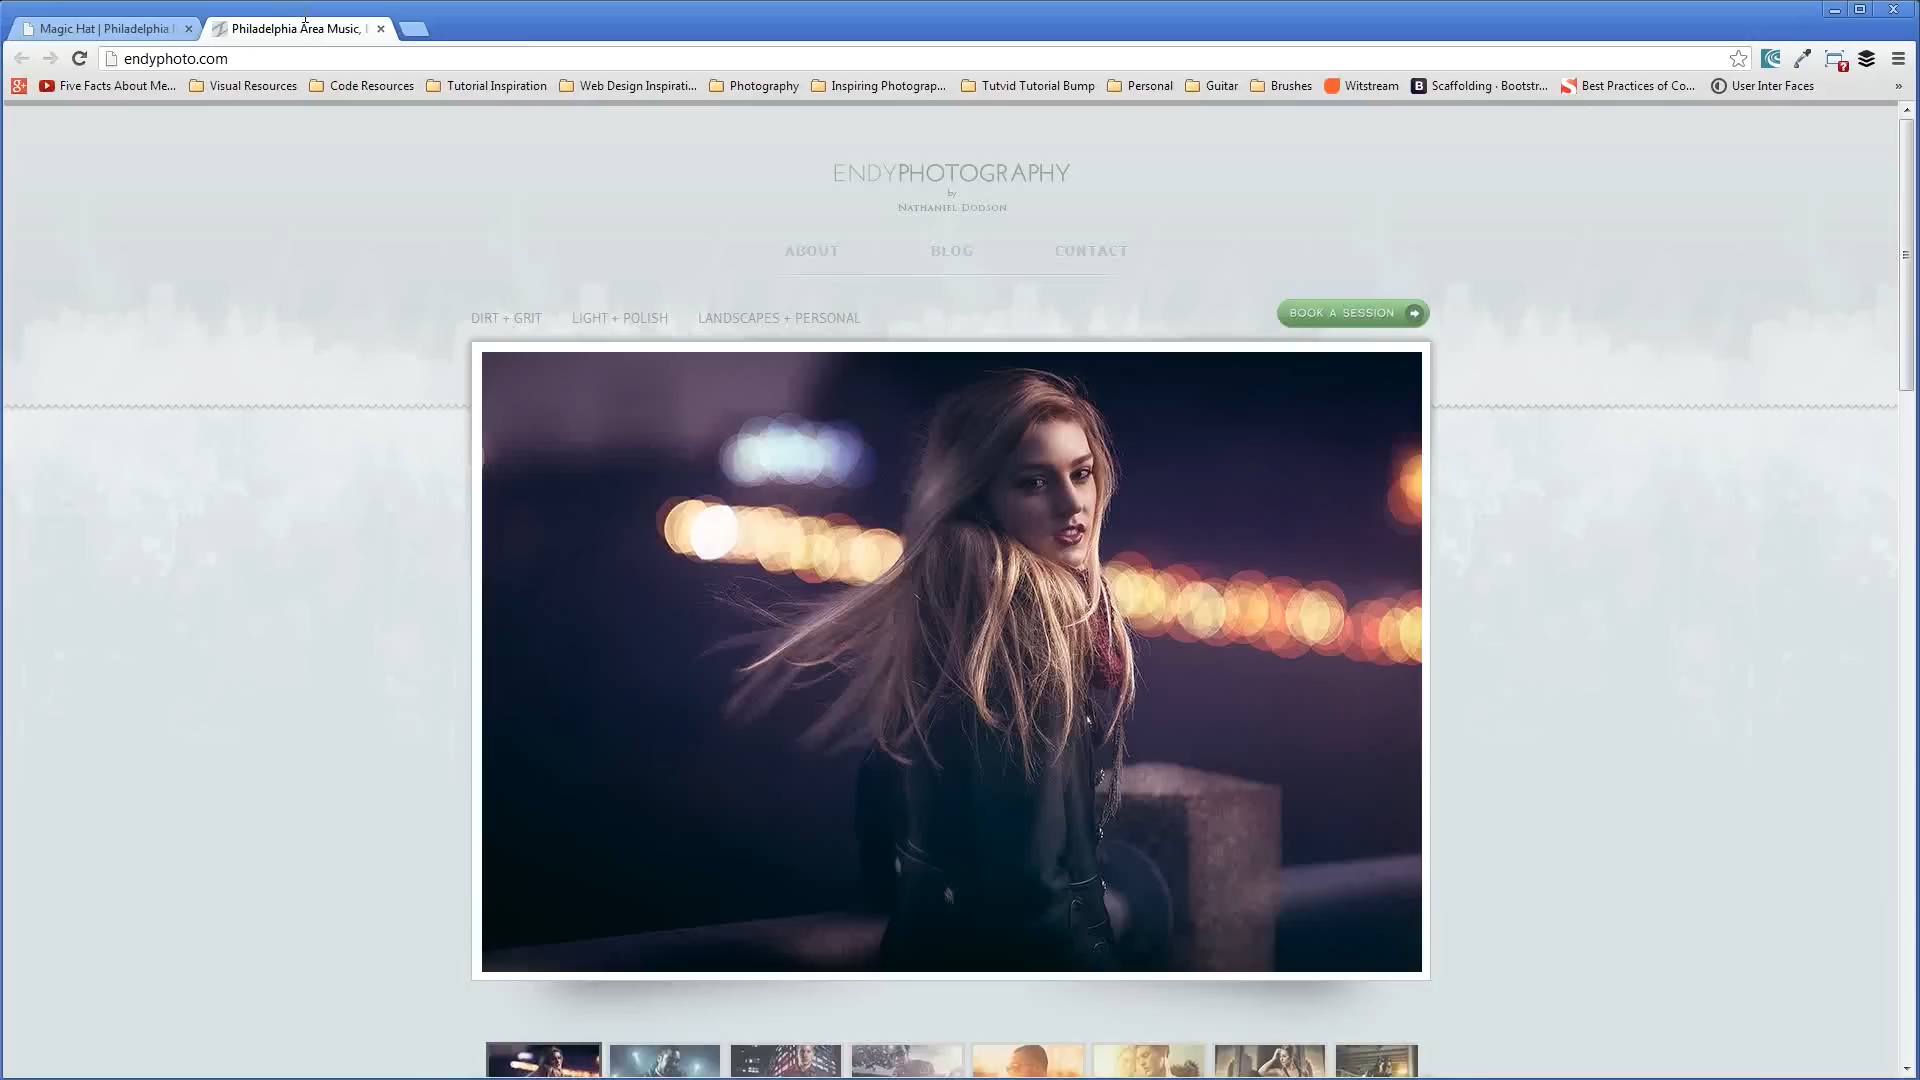 Magic Hat | Philadelphia
Philadelphia Area Music,
endyphoto.com
Five Facts About Me...
Visual Resources
Code Resources
Tutorial Inspiration
Web Design Inspirati...
Photography
Inspiring Photograp...
Tutvid Tutorial Bump
Personal
Guitar
Brushes
Witstream
B
Scaffolding · Bootstr...
Best Practices of Co...
User Inter Faces
»
ENDYPHOTOGRAPHY
by
NATHANIEL DODSON
ABOUT
BLOG
CONTACT
DIRT + GRIT
LIGHT + POLISH
LANDSCAPES + PERSONAL
BOOK A SESSION